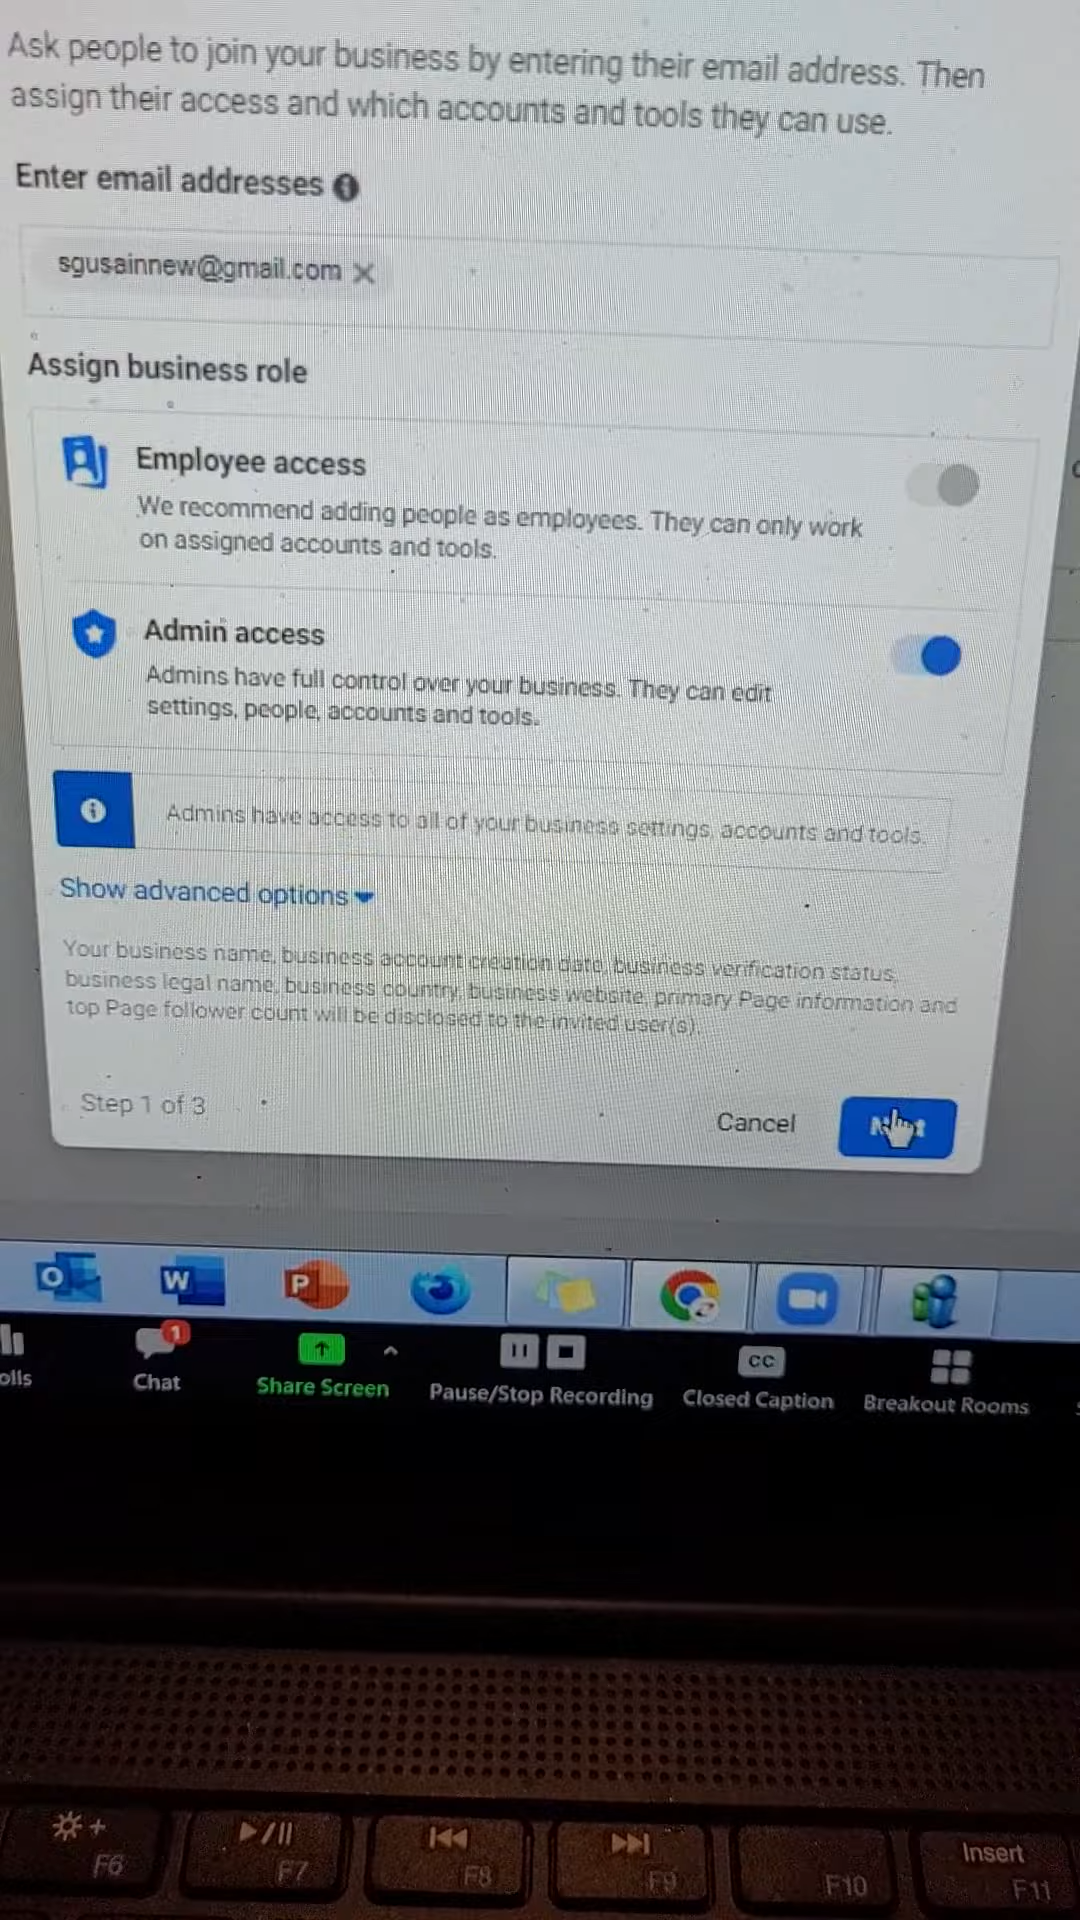 Ask people to join your business by entering their email address. Then
assign their access and which accounts and tools they can use.
Enter email addresses
sgusainnew@gmail.com
Assign business role
Employee access
We recommend adding people as employees. They can only work
on assigned accounts and tools.
Admin access
Admins have full control over your business. They can edit
settings, people, accounts and tools.
Admins have access to all of your business settings, accounts and tools.
Show advanced options
Your business name, business account creation date, business verification status,
business legal name, business country, business website, primary Page information and
top Page follower count will be disclosed to the invited user(s).
Step 1 of 3
Cancel
O W P
1
CC
olls Chat Share Screen Pause/Stop Recording Closed Caption Breakout Rooms
F6 F7 F8 F9 F10 Insert F11